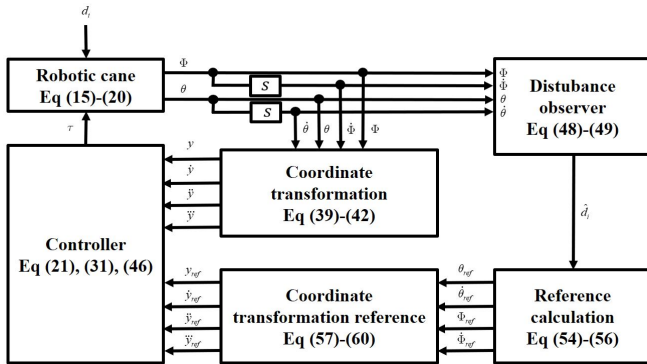 d_i
Robotic cane
Eq (15)-(20)
Φ
θ
S
S
Φ
Φ̇
θ
θ̇
Distubance
observer
Eq (48)-(49)
τ
θ̇ θ Φ̇ Φ
y
ẏ
ÿ
y⃛
Coordinate
transformation
Eq (39)-(42)
d̂_i
Controller
Eq (21), (31), (46)
y_ref
ẏ_ref
ÿ_ref
y⃛_ref
Coordinate
transformation reference
Eq (57)-(60)
θ_ref
θ̇_ref
Φ_ref
Φ̇_ref
Reference
calculation
Eq (54)-(56)